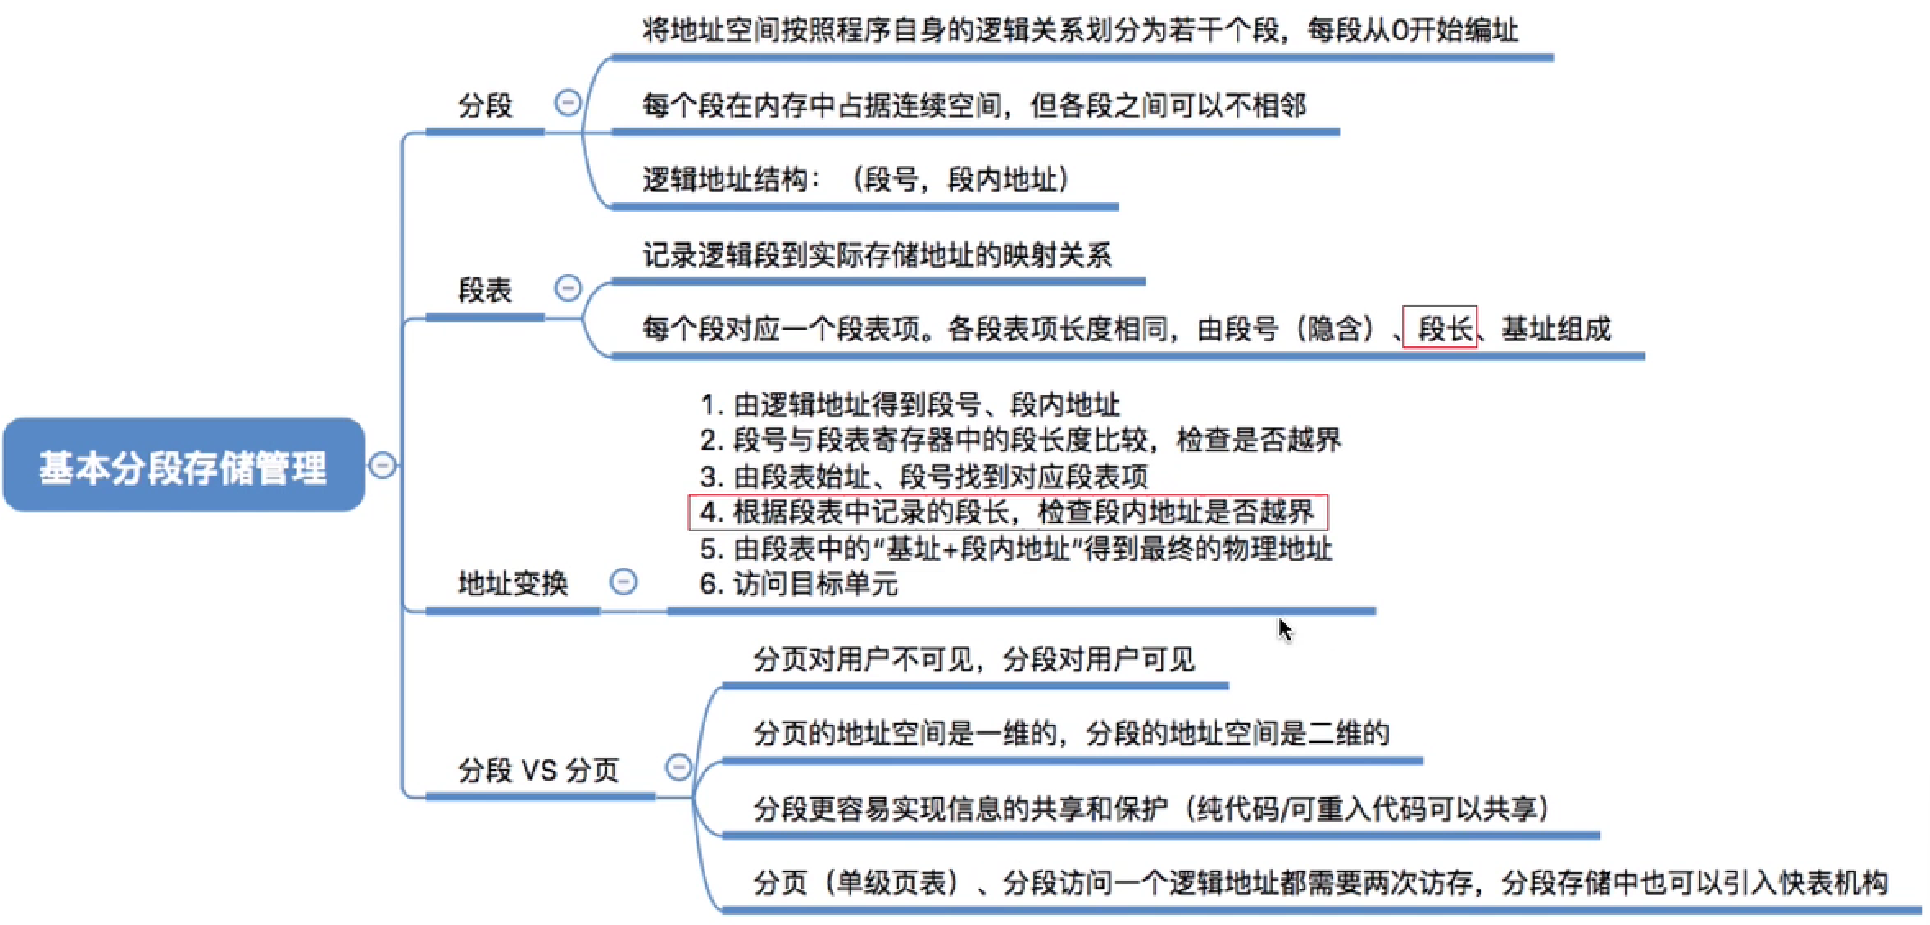 将地址空间按照程序自身的逻辑关系划分为若干个段，每段从0开始编址
分段
每个段在内存中占据连续空间，但各段之间可以不相邻
逻辑地址结构：（段号，段内地址）
记录逻辑段到实际存储地址的映射关系
段表
每个段对应一个段表项。各段表项长度相同，由段号（隐含）、段长、基址组成
1. 由逻辑地址得到段号、段内地址
2. 段号与段表寄存器中的段长度比较，检查是否越界
3. 由段表始址、段号找到对应段表项
基本分段存储管理
4. 根据段表中记录的段长，检查段内地址是否越界
5. 由段表中的“基址+段内地址”得到最终的物理地址
地址变换
6. 访问目标单元
分页对用户不可见，分段对用户可见
分页的地址空间是一维的，分段的地址空间是二维的
分段 VS 分页
分段更容易实现信息的共享和保护（纯代码/可重入代码可以共享）
分页（单级页表）、分段访问一个逻辑地址都需要两次访存，分段存储中也可以引入快表机构